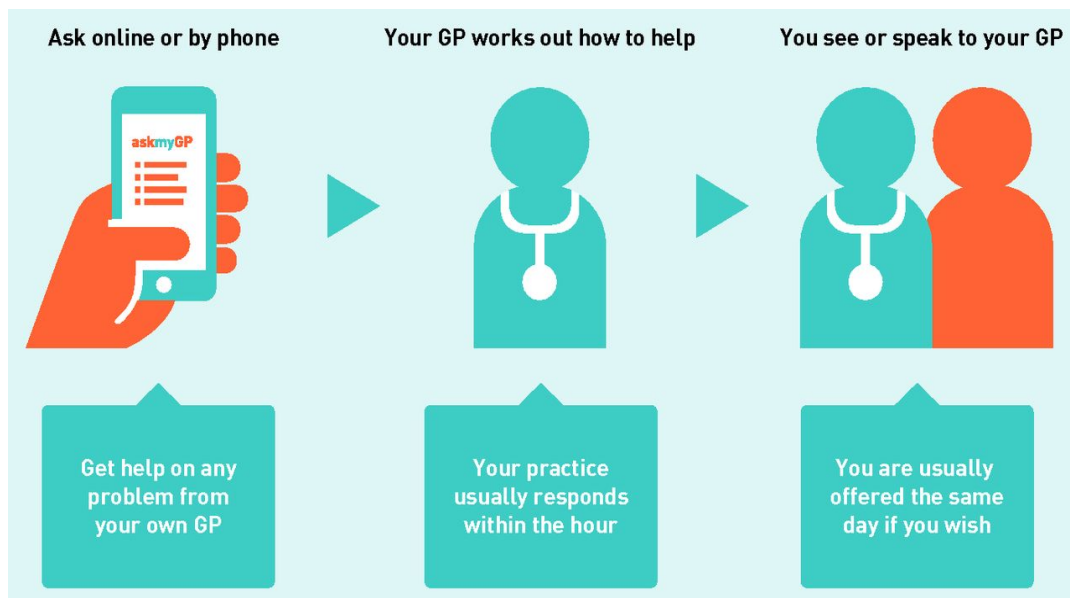 Ask online or by phone
Your GP works out how to help
You see or speak to your GP
askmyGP
Get help on any
problem from
your own GP
Your practice
usually responds
within the hour
You are usually
offered the same
day if you wish